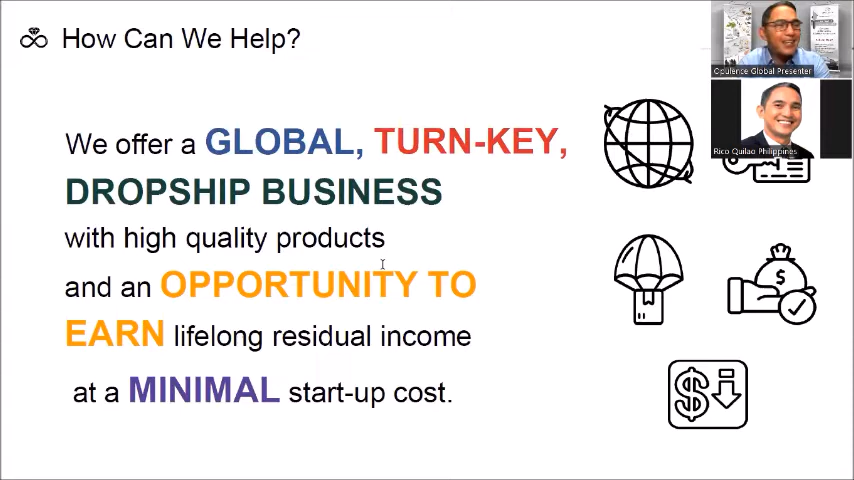 How Can We Help?
Opulence Global Presenter
Rico Quilao Philippines
We offer a GLOBAL, TURN-KEY,
DROPSHIP BUSINESS
with high quality products
and an OPPORTUNITY TO
EARN lifelong residual income
at a MINIMAL start-up cost.
$
$